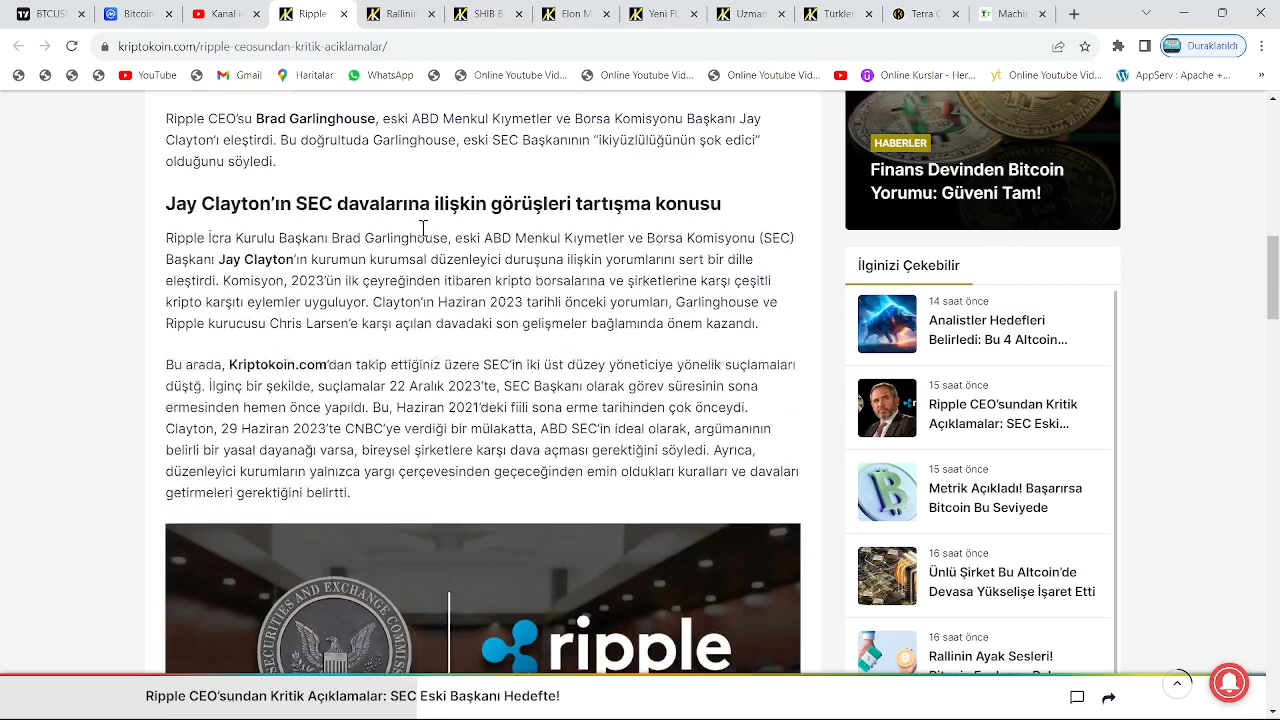 BTCUS
Bitcoin
Kanal i
Ripple
Rallinir
SHIB B
Elon M
Yeni Fl
Uzmar
Türkler
Tera C
Machir
kriptokoin.com/ripple-ceosundan-kritik-aciklamalar/
Duraklatıldı
YouTube
Gmail
Haritalar
WhatsApp
Online Youtube Vid...
Online Youtube Vid...
Online Youtube Vid...
Online Kurslar - Her...
yt Online Youtube Vid...
AppServ : Apache +...
»
Ripple CEO'su Brad Garlinghouse, eski ABD Menkul Kıymetler ve Borsa Komisyonu Başkanı Jay
Clayton'ı eleştirdi. Bu doğrultuda Garlinghouse, eski SEC Başkanının “ikiyüzlülüğünün şok edici”
olduğunu söyledi.
Jay Clayton'ın SEC davalarına ilişkin görüşleri tartışma konusu
Ripple İcra Kurulu Başkanı Brad Garlinghouse, eski ABD Menkul Kıymetler ve Borsa Komisyonu (SEC)
Başkanı Jay Clayton'ın kurumun kurumsal düzenleyici duruşuna ilişkin yorumlarını sert bir dille
eleştirdi. Komisyon, 2023'ün ilk çeyreğinden itibaren kripto borsalarına ve şirketlerine karşı çeşitli
kripto karşıtı eylemler uyguluyor. Clayton'ın Haziran 2023 tarihli önceki yorumları, Garlinghouse ve
Ripple kurucusu Chris Larsen'e karşı açılan davadaki son gelişmeler bağlamında önem kazandı.
Bu arada, Kriptokoin.com'dan takip ettiğiniz üzere SEC'in iki üst düzey yöneticiye yönelik suçlamaları
düştğ. İlginç bir şekilde, suçlamalar 22 Aralık 2023'te, SEC Başkanı olarak görev süresinin sona
ermesinden hemen önce yapıldı. Bu, Haziran 2021'deki fiili sona erme tarihinden çok önceydi.
Clayton, 29 Haziran 2023'te CNBC'ye verdiği bir mülakatta, ABD SEC'in ideal olarak, argümanının
belirli bir yasal dayanağı varsa, bireysel şirketlere karşı dava açması gerektiğini söyledi. Ayrıca,
düzenleyici kurumların yalnızca yargı çerçevesinden geçeceğinden emin oldukları kuralları ve davaları
getirmeleri gerektiğini belirtti.
SECURITIES AND EXCHANGE COMMISS
ripple
HABERLER
Finans Devinden Bitcoin
Yorumu: Güveni Tam!
İlginizi Çekebilir
14 saat önce
Analistler Hedefleri
Belirledi: Bu 4 Altcoin...
15 saat önce
Ripple CEO'sundan Kritik
Açıklamalar: SEC Eski...
15 saat önce
Metrik Açıkladı! Başarırsa
Bitcoin Bu Seviyede
16 saat önce
Ünlü Şirket Bu Altcoin'de
Devasa Yükselişe İşaret Etti
16 saat önce
Rallinin Ayak Sesleri!
Ripple CEO'sundan Kritik Açıklamalar: SEC Eski Başkanı Hedefte!